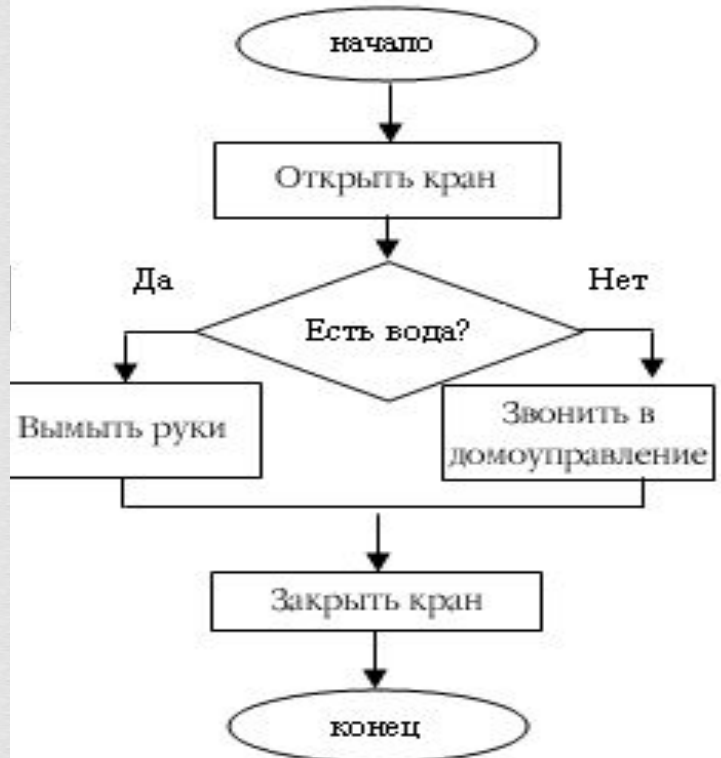 начало
Открыть кран
Да
Нет
Есть вода?
Вымыть руки
Звонить в
домоуправление
Закрыть кран
конец